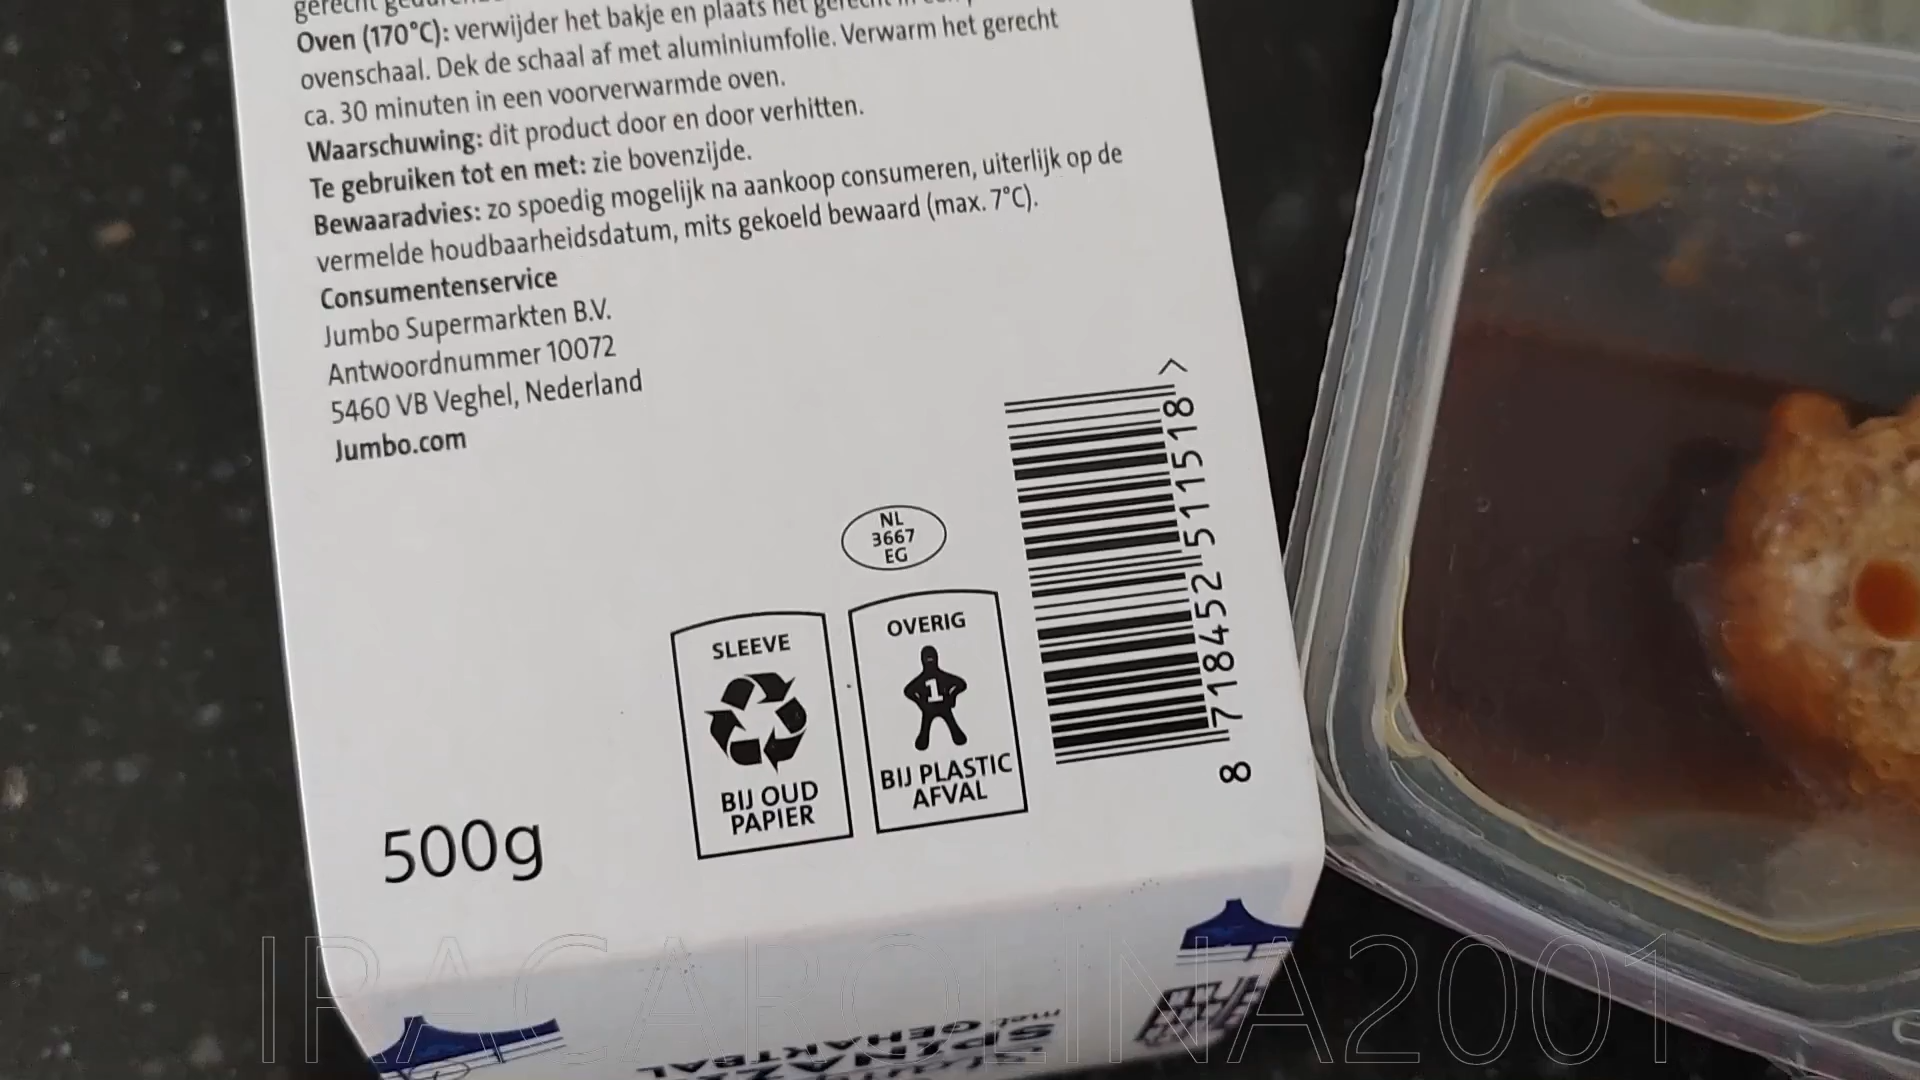 Oven (170°C): verwijder het bakje en plaats het gerecht in een
ovenschaal. Dek de schaal af met aluminiumfolie. Verwarm het gerecht
ca. 30 minuten in een voorverwarmde oven.
Waarschuwing: dit product door en door verhitten.
Te gebruiken tot en met: zie bovenzijde.
Bewaaradvies: zo spoedig mogelijk na aankoop consumeren, uiterlijk op de
vermelde houdbaarheidsdatum, mits gekoeld bewaard (max. 7°C).
Consumentenservice
Jumbo Supermarkten B.V.
Antwoordnummer 10072
5460 VB Veghel, Nederland
Jumbo.com
NL
3667
EG
SLEEVE
BIJ OUD
PAPIER
OVERIG
1
BIJ PLASTIC
AFVAL
8 718452 511518 >
500g
met GEHAKTBAL
IRACAROLINA2001